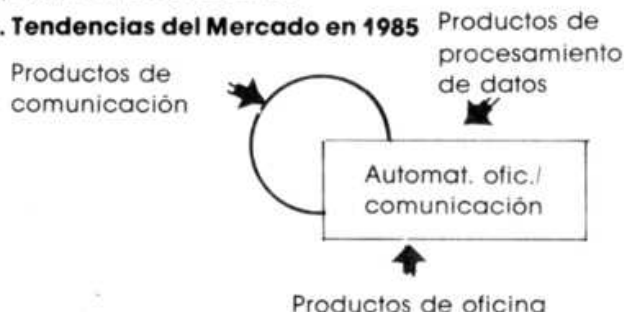 . Tendencias del Mercado en 1985
Productos de
procesamiento
de datos
Productos de
comunicación
Automat. ofic./
comunicación
Productos de oficina